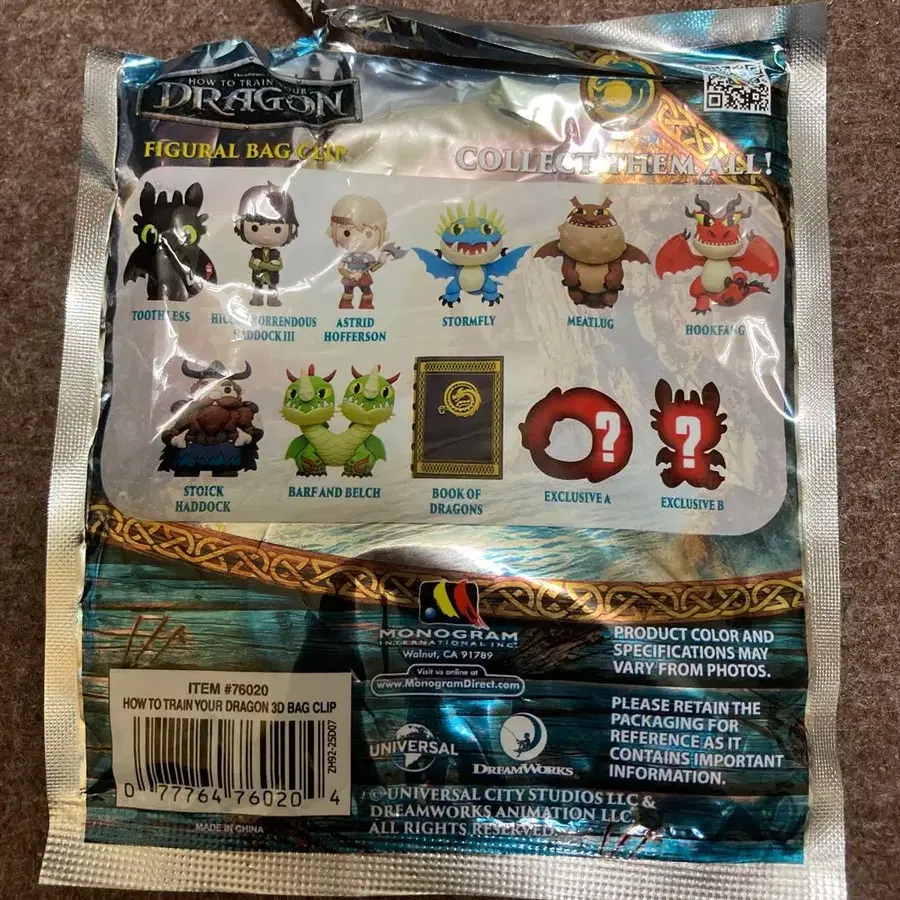 HOW TO TRAIN YOUR
DRAGON
FIGURAL BAG CLIP
COLLECT THEM ALL!
TOOTHLESS
HORRENDOUS
HADDOCK III
ASTRID
HOFFERSON
STORMFLY
MEATLUG
HOOKFANG
STOICK
HADDOCK
BARF AND BELCH
BOOK OF
DRAGONS
?
EXCLUSIVE A
?
EXCLUSIVE B
MONOGRAM
INTERNATIONAL INC.
Walnut, CA 91789
Visit us online at
www.MonogramDirect.com
UNIVERSAL
DREAMWORKS
PRODUCT COLOR AND
SPECIFICATIONS MAY
VARY FROM PHOTOS.
PLEASE RETAIN THE
PACKAGING FOR
REFERENCE AS IT
CONTAINS IMPORTANT
INFORMATION.
ITEM #76020
HOW TO TRAIN YOUR DRAGON 3D BAG CLIP
ZH92-25D07
0 77764 76020 4
MADE IN CHINA
©UNIVERSAL CITY STUDIOS LLC &
DREAMWORKS ANIMATION LLC.
ALL RIGHTS RESERVED.